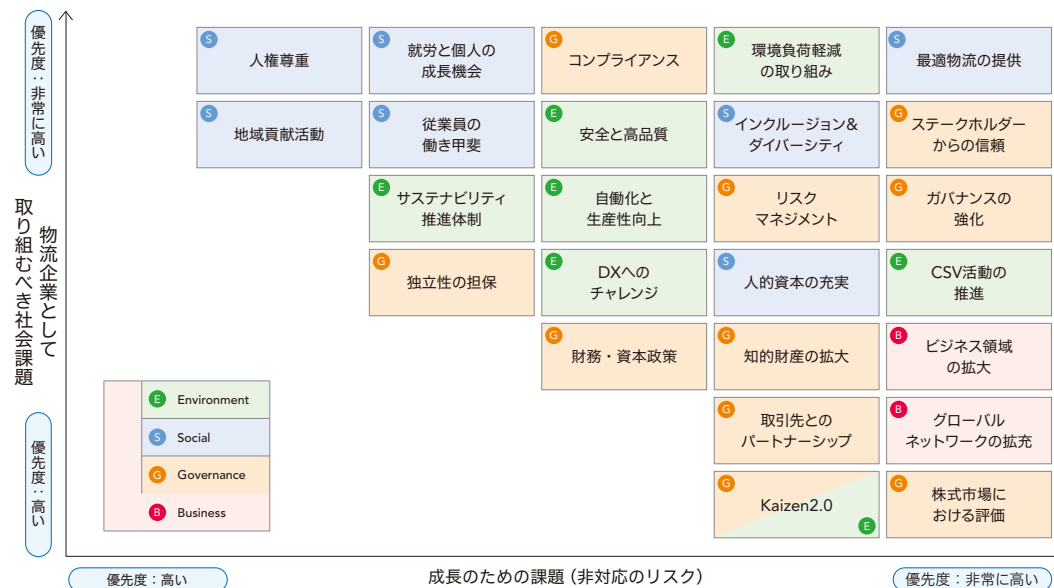 優先度：非常に高い
物流企業として
取り組むべき社会課題
優先度：高い
S
人権尊重
S
就労と個人の
成長機会
G
コンプライアンス
E
環境負荷軽減
の取り組み
S
最適物流の提供
S
地域貢献活動
S
従業員の
働き甲斐
E
安全と高品質
S
インクルージョン＆
ダイバーシティ
G
ステークホルダー
からの信頼
E
サステナビリティ
推進体制
E
自働化と
生産性向上
G
リスク
マネジメント
G
ガバナンスの
強化
G
独立性の担保
E
DXへの
チャレンジ
S
人的資本の充実
E
CSV活動の
推進
G
財務・資本政策
G
知的財産の拡大
B
ビジネス領域
の拡大
G
取引先との
パートナーシップ
B
グローバル
ネットワークの拡充
G
Kaizen2.0
E
G
株式市場に
おける評価
E Environment
S Social
G Governance
B Business
優先度：高い
成長のための課題（非対応のリスク）
優先度：非常に高い